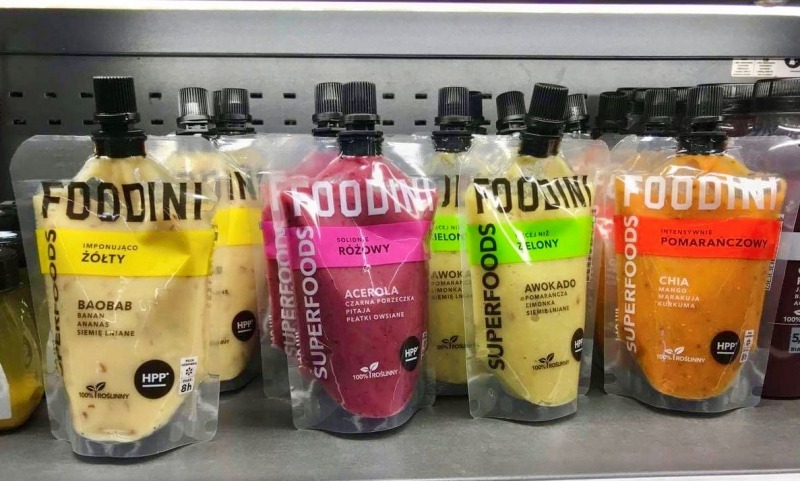 FOODINI
IMPONUJĄCO
ŻÓŁTY
SUPERFOODS
BAOBAB
BANAN
ANANAS
SIEMIĘ LNIANE
100% ROŚLINNY
HPP*
8h
FOODINI
SOLIDNIE
RÓŻOWY
SUPERFOODS
ACEROLA
CZARNA PORZECZKA
PITAJA
PŁATKI OWSIANE
100% ROŚLINNY
HPP*
FOODINI
ZIELONY
SUPERFOODS
AWOKADO
POMARAŃCZA
LIMONKA
SIEMIĘ LNIANE
100% ROŚLINNY
HPP*
FOODINI
INTENSYWNIE
POMARAŃCZOWY
SUPERFOODS
CHIA
MANGO
MARAKUJA
KURKUMA
100% ROŚLINNY
HPP*